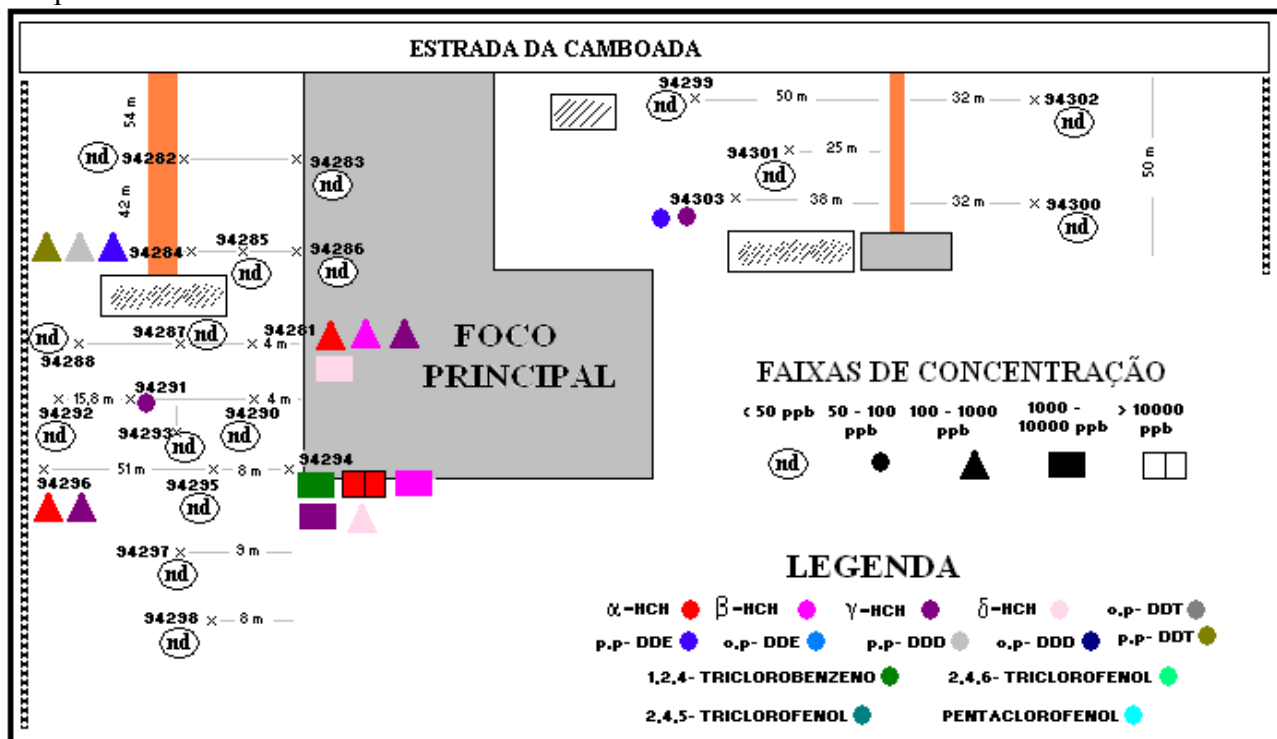 ESTRADA DA CAMBOADA
94299
50 m
32 m
94302
nd
nd
54 m
nd
94282
94283
nd
94301
25 m
nd
50 m
42 m
94303
38 m
32 m
94300
nd
94284
94285
94286
nd
nd
nd
94288
94287
nd
94281
4 m
FOCO
PRINCIPAL
FAIXAS DE CONCENTRAÇÃO
< 50 ppb
50 - 100
ppb
100 - 1000
ppb
1000 -
10000 ppb
> 10000
ppb
nd
15,8 m
94291
4 m
94292
nd
94293
nd
94290
nd
51 m
8 m
94294
94296
94295
nd
94297
9 m
nd
94298
8 m
nd
LEGENDA
α-HCH
β-HCH
γ-HCH
δ-HCH
o,p- DDT
p,p- DDE
o,p- DDE
p,p- DDD
o,p- DDD
p,p- DDT
1,2,4- TRICLOROBENZENO
2,4,6- TRICLOROFENOL
2,4,5- TRICLOROFENOL
PENTACLOROFENOL